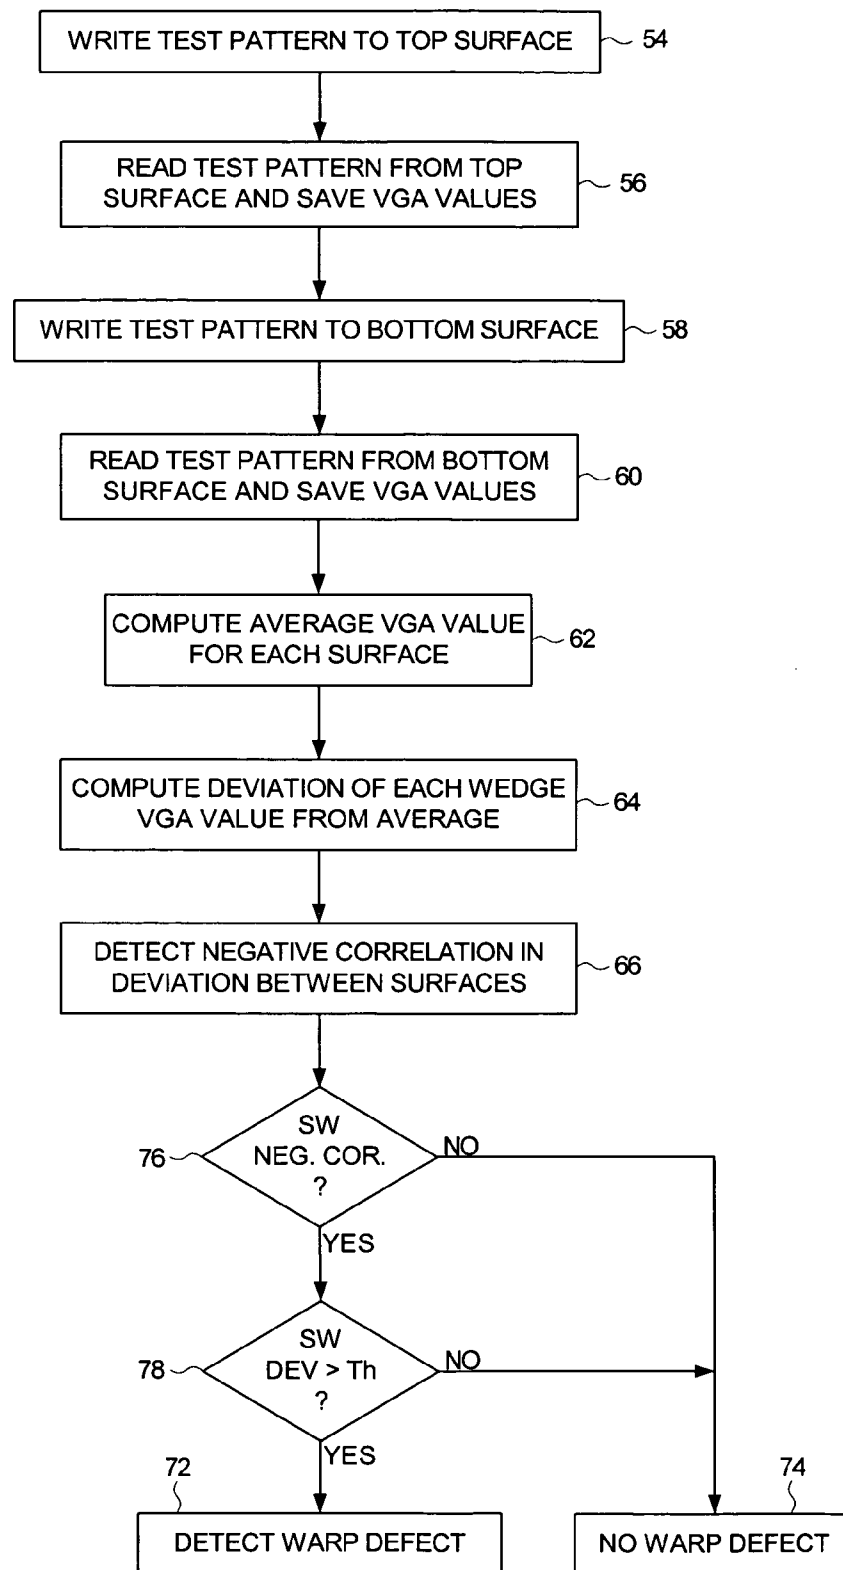 WRITE TEST PATTERN TO TOP SURFACE
54
READ TEST PATTERN FROM TOP
SURFACE AND SAVE VGA VALUES
56
WRITE TEST PATTERN TO BOTTOM SURFACE
58
READ TEST PATTERN FROM BOTTOM
SURFACE AND SAVE VGA VALUES
60
COMPUTE AVERAGE VGA VALUE
FOR EACH SURFACE
62
COMPUTE DEVIATION OF EACH WEDGE
VGA VALUE FROM AVERAGE
64
DETECT NEGATIVE CORRELATION IN
DEVIATION BETWEEN SURFACES
66
SW
NEG. COR.
?
76
NO
YES
SW
DEV > Th
?
78
NO
YES
72
DETECT WARP DEFECT
74
NO WARP DEFECT